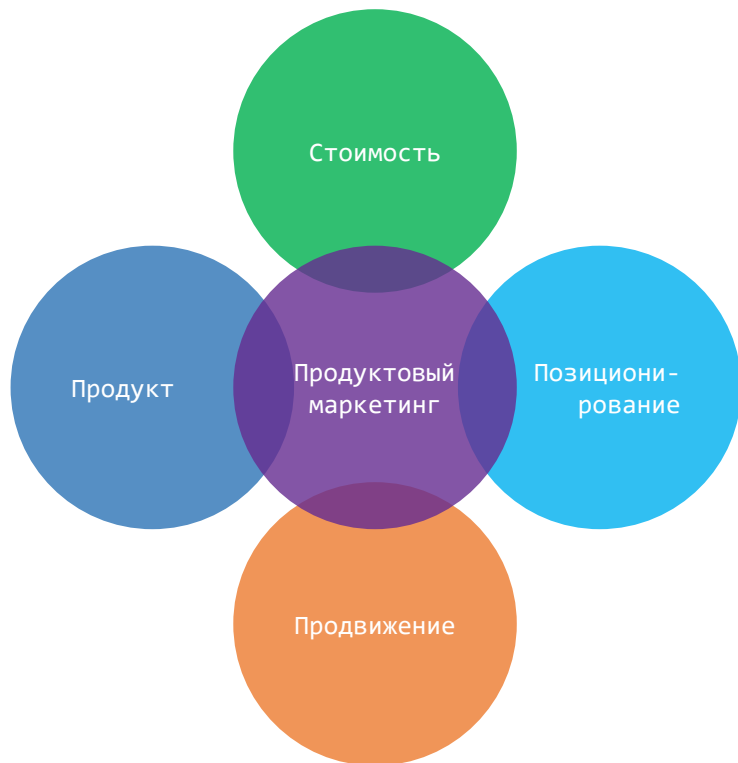 Стоимость
Продукт
Продуктовый
маркетинг
Позициони-
рование
Продвижение